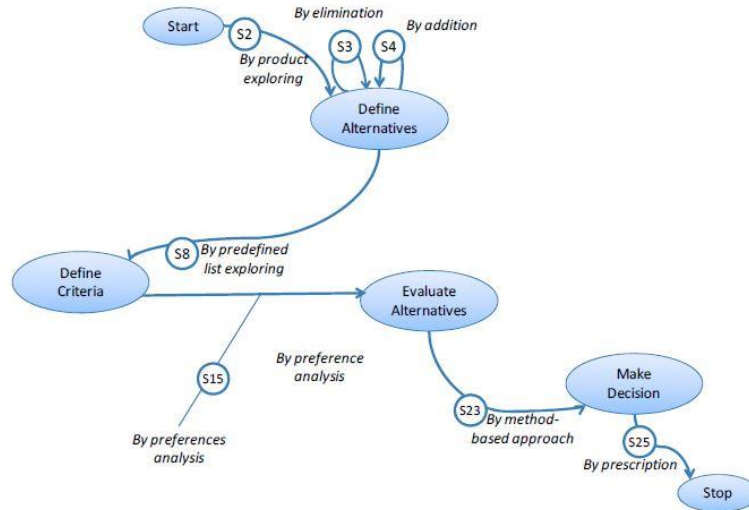 By elimination
Start
S2
S3
S4
By addition
By product
exploring
Define
Alternatives
S8
By predefined
list exploring
Define
Criteria
Evaluate
Alternatives
By preference
analysis
S15
Make
Decision
S23
By method-
based approach
By preferences
analysis
S25
By prescription
Stop